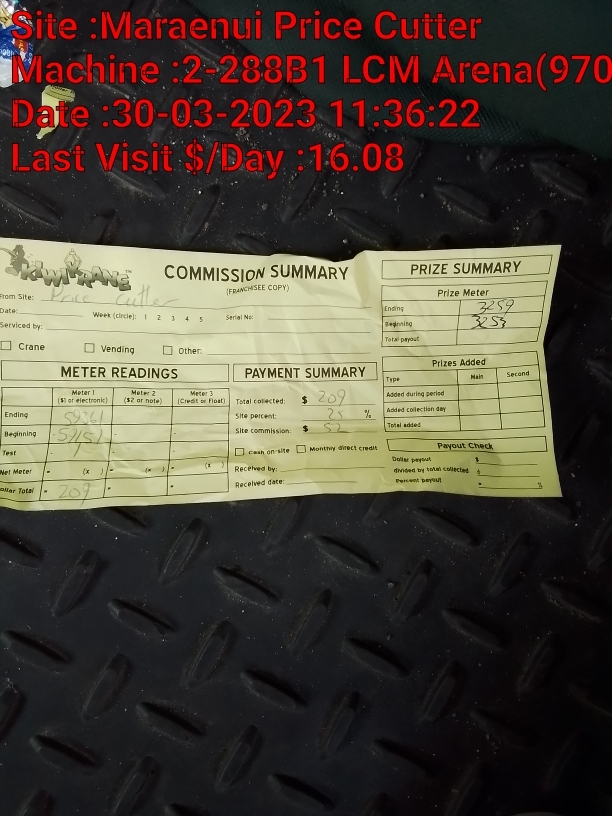 Site :Maraenui Price Cutter
Machine :2-288B1 LCM Arena(970
Date :30-03-2023 11:36:22
Last Visit $/Day :16.08
KIWIKRANE
COMMISSION SUMMARY
(FRANCHISEE COPY)
From Site: Price Cutter
Date: Week (circle): 1 2 3 4 5 Serial No:
Serviced by:
Crane Vending Other:
METER READINGS
Meter 1 ($1 or electronic) Meter 2 ($2 or note) Meter 3 (Credit or Float)
Ending 59361
Beginning 59152
Test
Net Meter = (x ) = (x ) = (x )
Dollar Total = 209 = =
PAYMENT SUMMARY
Total collected: $ 209
Site percent: 25 %
Site commission: $ 52
Cash on-site Monthly direct credit
Received by:
Received date:
PRIZE SUMMARY
Prize Meter
Ending 3259
Beginning 3253
Total payout
Prizes Added
Type Main Second
Added during period
Added collection day
Total added
Payout Check
Dollar payout $
divided by total collected ÷
Percent payout = %